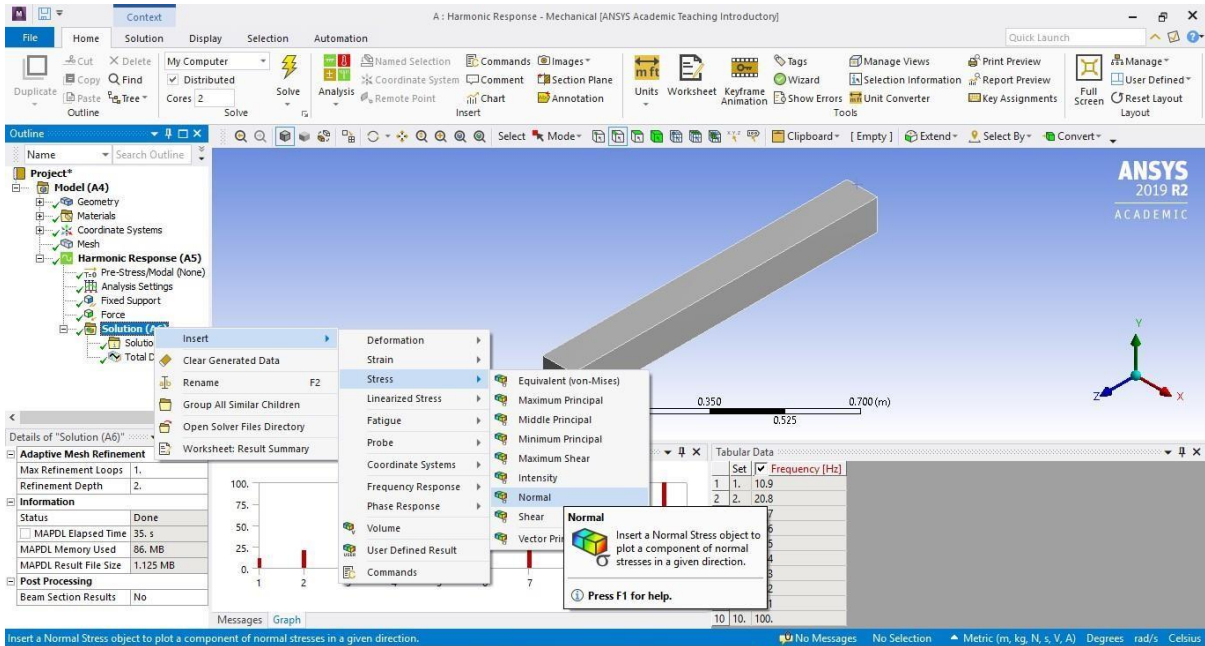 Context
A : Harmonic Response - Mechanical [ANSYS Academic Teaching Introductory]
File Home Solution Display Selection Automation Quick Launch
Duplicate
Cut
Copy
Paste
Delete
Find
Tree
Outline
My Computer
Distributed
Cores 2
Solve
Solve
Analysis
Named Selection
Coordinate System
Remote Point
Commands
Comment
Chart
Images
Section Plane
Annotation
Insert
Units
Worksheet
Keyframe
Animation
Tags
Wizard
Show Errors
Manage Views
Selection Information
Unit Converter
Print Preview
Report Preview
Key Assignments
Tools
Full
Screen
Manage
User Defined
Reset Layout
Layout
Outline
Select Mode Clipboard [ Empty ] Extend Select By Convert
Name Search Outline
Project*
Model (A4)
Geometry
Materials
Coordinate Systems
Mesh
Harmonic Response (A5)
T=0 Pre-Stress/Modal (None)
Analysis Settings
Fixed Support
Force
Solution (A6)
Solutio
Total D
ANSYS
2019 R2
ACADEMIC
Insert
Clear Generated Data
Rename F2
Group All Similar Children
Open Solver Files Directory
Worksheet: Result Summary
Deformation
Strain
Stress
Linearized Stress
Fatigue
Probe
Coordinate Systems
Frequency Response
Phase Response
Volume
User Defined Result
Commands
Equivalent (von-Mises)
Maximum Principal
Middle Principal
Minimum Principal
Maximum Shear
Intensity
Normal
Shear
Vector Prin
Normal
Insert a Normal Stress object to
plot a component of normal
stresses in a given direction.
Press F1 for help.
0.350 0.700 (m)
0.525
Y
Z X
Details of "Solution (A6)"
Adaptive Mesh Refinement
Max Refinement Loops 1.
Refinement Depth 2.
Information
Status Done
MAPDL Elapsed Time 35. s
MAPDL Memory Used 86. MB
MAPDL Result File Size 1.125 MB
Post Processing
Beam Section Results No
100.
75.
50.
25.
0.
1 2 7
Messages Graph
Tabular Data
Set Frequency [Hz]
1 1. 10.9
2 2. 20.8
10 10. 100.
Insert a Normal Stress object to plot a component of normal stresses in a given direction. No Messages No Selection Metric (m, kg, N, s, V, A) Degrees rad/s Celsius